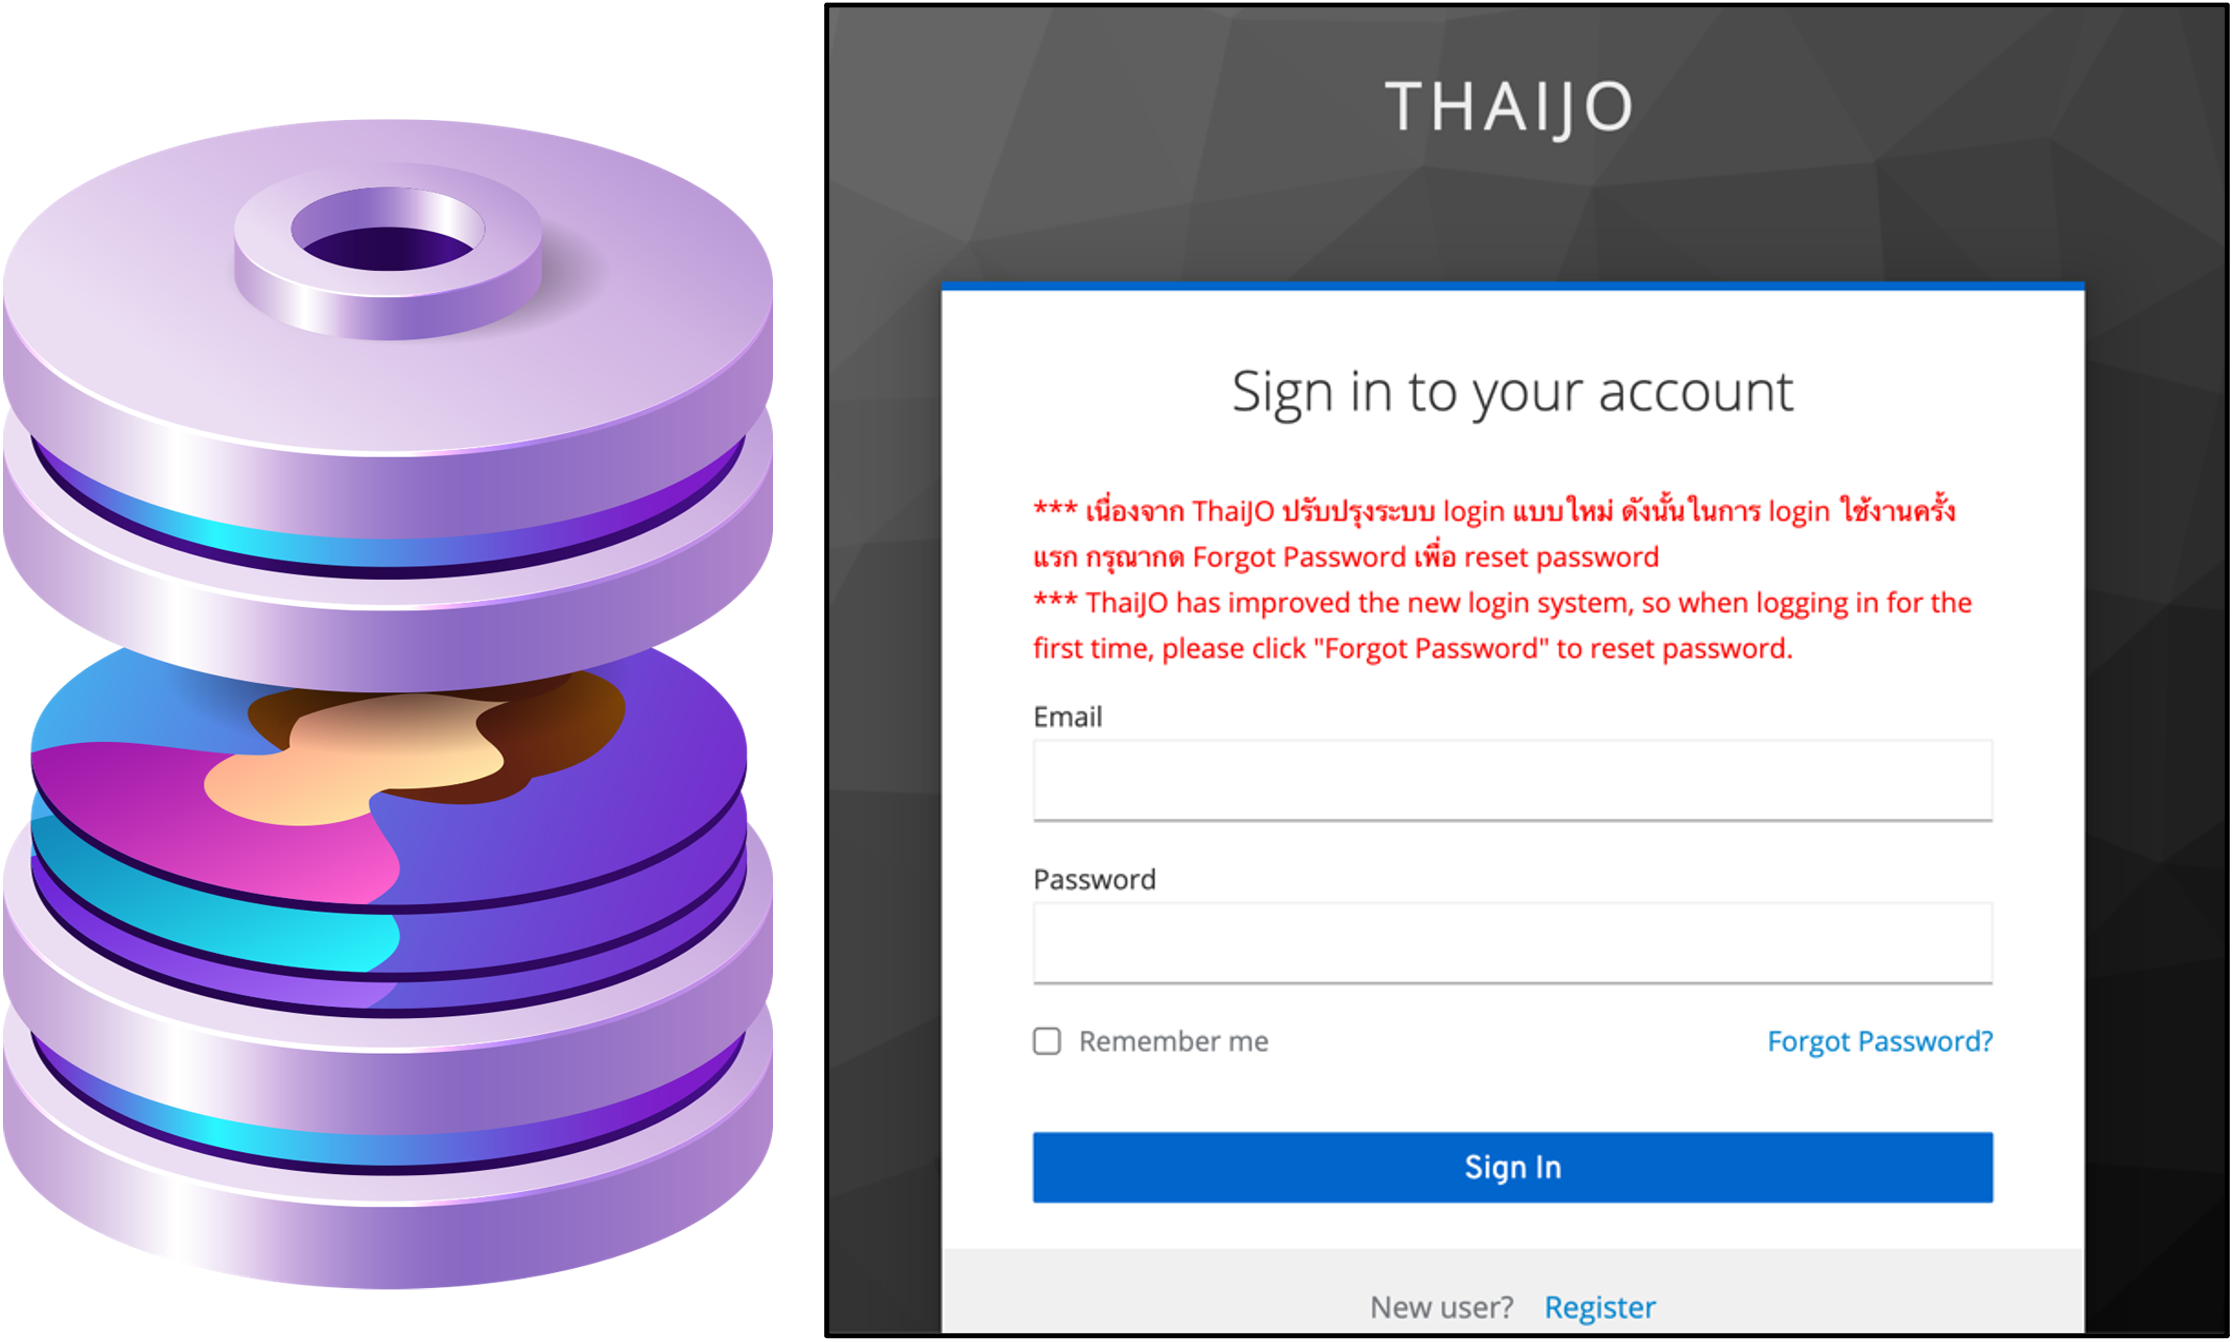 THAIJO
Sign in to your account
*** เนื่องจาก ThaiJO ปรับปรุงระบบ login แบบใหม่ ดังนั้นในการ login ใช้งานครั้ง
แรก กรุณากด Forgot Password เพื่อ reset password
*** ThaiJO has improved the new login system, so when logging in for the
first time, please click "Forgot Password" to reset password.
Email
Password
Remember me Forgot Password?
Sign In
New user? Register